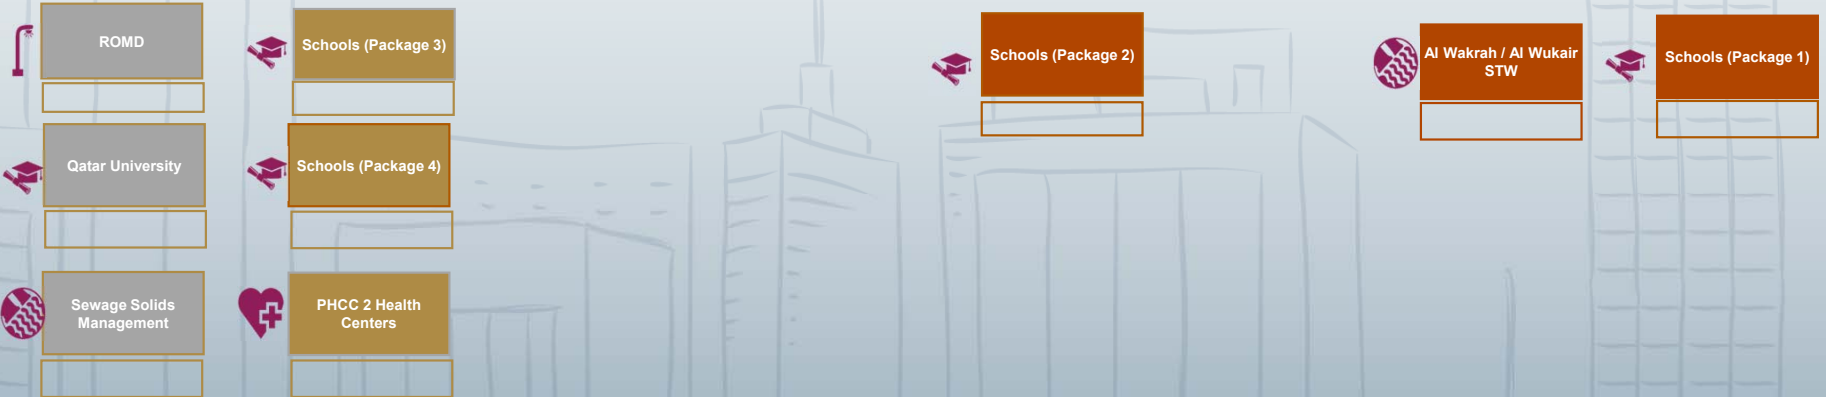 ROMD
Schools (Package 3)
Schools (Package 2)
Al Wakrah / Al Wukair
STW
Schools (Package 1)
Qatar University
Schools (Package 4)
Sewage Solids
Management
PHCC 2 Health
Centers